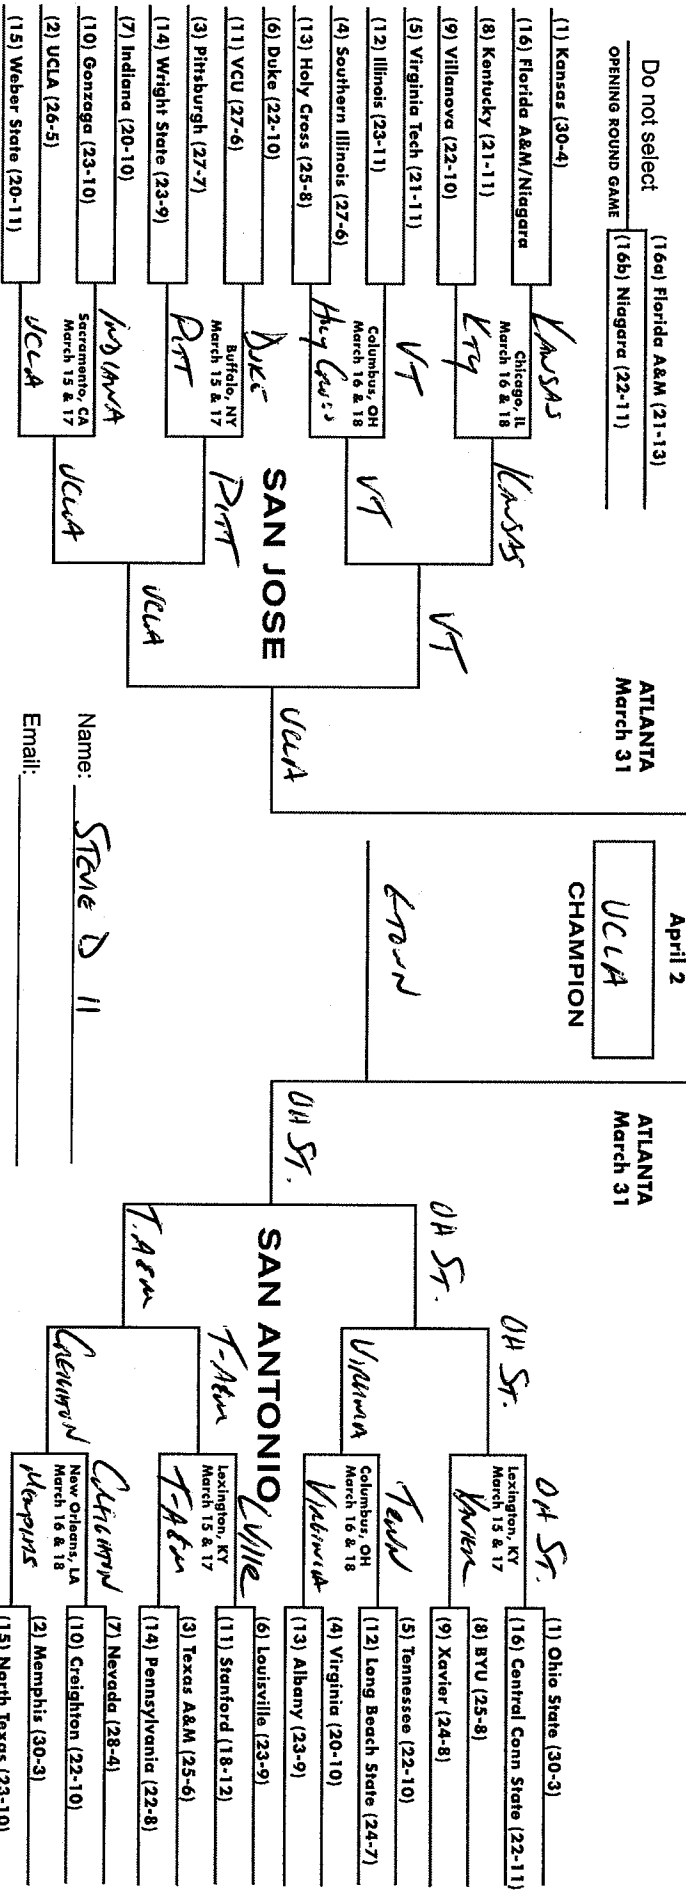 Do not select
OPENING ROUND GAME
(16a) Florida A&M (21-13)
(16b) Niagara (22-11)
(1) Kansas (30-4)
(16) Florida A&M/Niagara
(8) Kentucky (21-11)
(9) Villanova (22-10)
(5) Virginia Tech (21-11)
(12) Illinois (23-11)
(4) Southern Illinois (27-6)
(13) Holy Cross (25-8)
(6) Duke (22-10)
(11) VCU (27-6)
(3) Pittsburgh (27-7)
(14) Wright State (23-9)
(7) Indiana (20-10)
(10) Gonzaga (23-10)
(2) UCLA (26-5)
(15) Weber State (20-11)
KANSAS
Chicago, IL
March 16 & 18
KTY
VT
Columbus, OH
March 16 & 18
HOLY CROSS
DUKE
Buffalo, NY
March 15 & 17
PITT
INDIANA
Sacramento, CA
March 15 & 17
UCLA
KANSAS
VT
PITT
UCLA
SAN JOSE
VT
UCLA
UCLA
ATLANTA
March 31
April 2
UCLA
CHAMPION
Name: STEVIE D II
Email:
ATLANTA
March 31
OH ST.
SAN ANTONIO
OH ST.
T. A&M
OH ST.
VIRGINIA
T-A&M
CREIGHTON
OH ST.
Lexington, KY
March 15 & 17
XAVIER
TENN
Columbus, OH
March 16 & 18
VIRGINIA
LVILLE
Lexington, KY
March 15 & 17
T-A&M
CREIGHTON
New Orleans, LA
March 16 & 18
MEMPHIS
(1) Ohio State (30-3)
(16) Central Conn State (22-11)
(8) BYU (25-8)
(9) Xavier (24-8)
(5) Tennessee (22-10)
(12) Long Beach State (24-7)
(4) Virginia (20-10)
(13) Albany (23-9)
(6) Louisville (23-9)
(11) Stanford (18-12)
(3) Texas A&M (25-6)
(14) Pennsylvania (22-8)
(7) Nevada (28-4)
(10) Creighton (22-10)
(2) Memphis (30-3)
(15) North Texas (23-10)